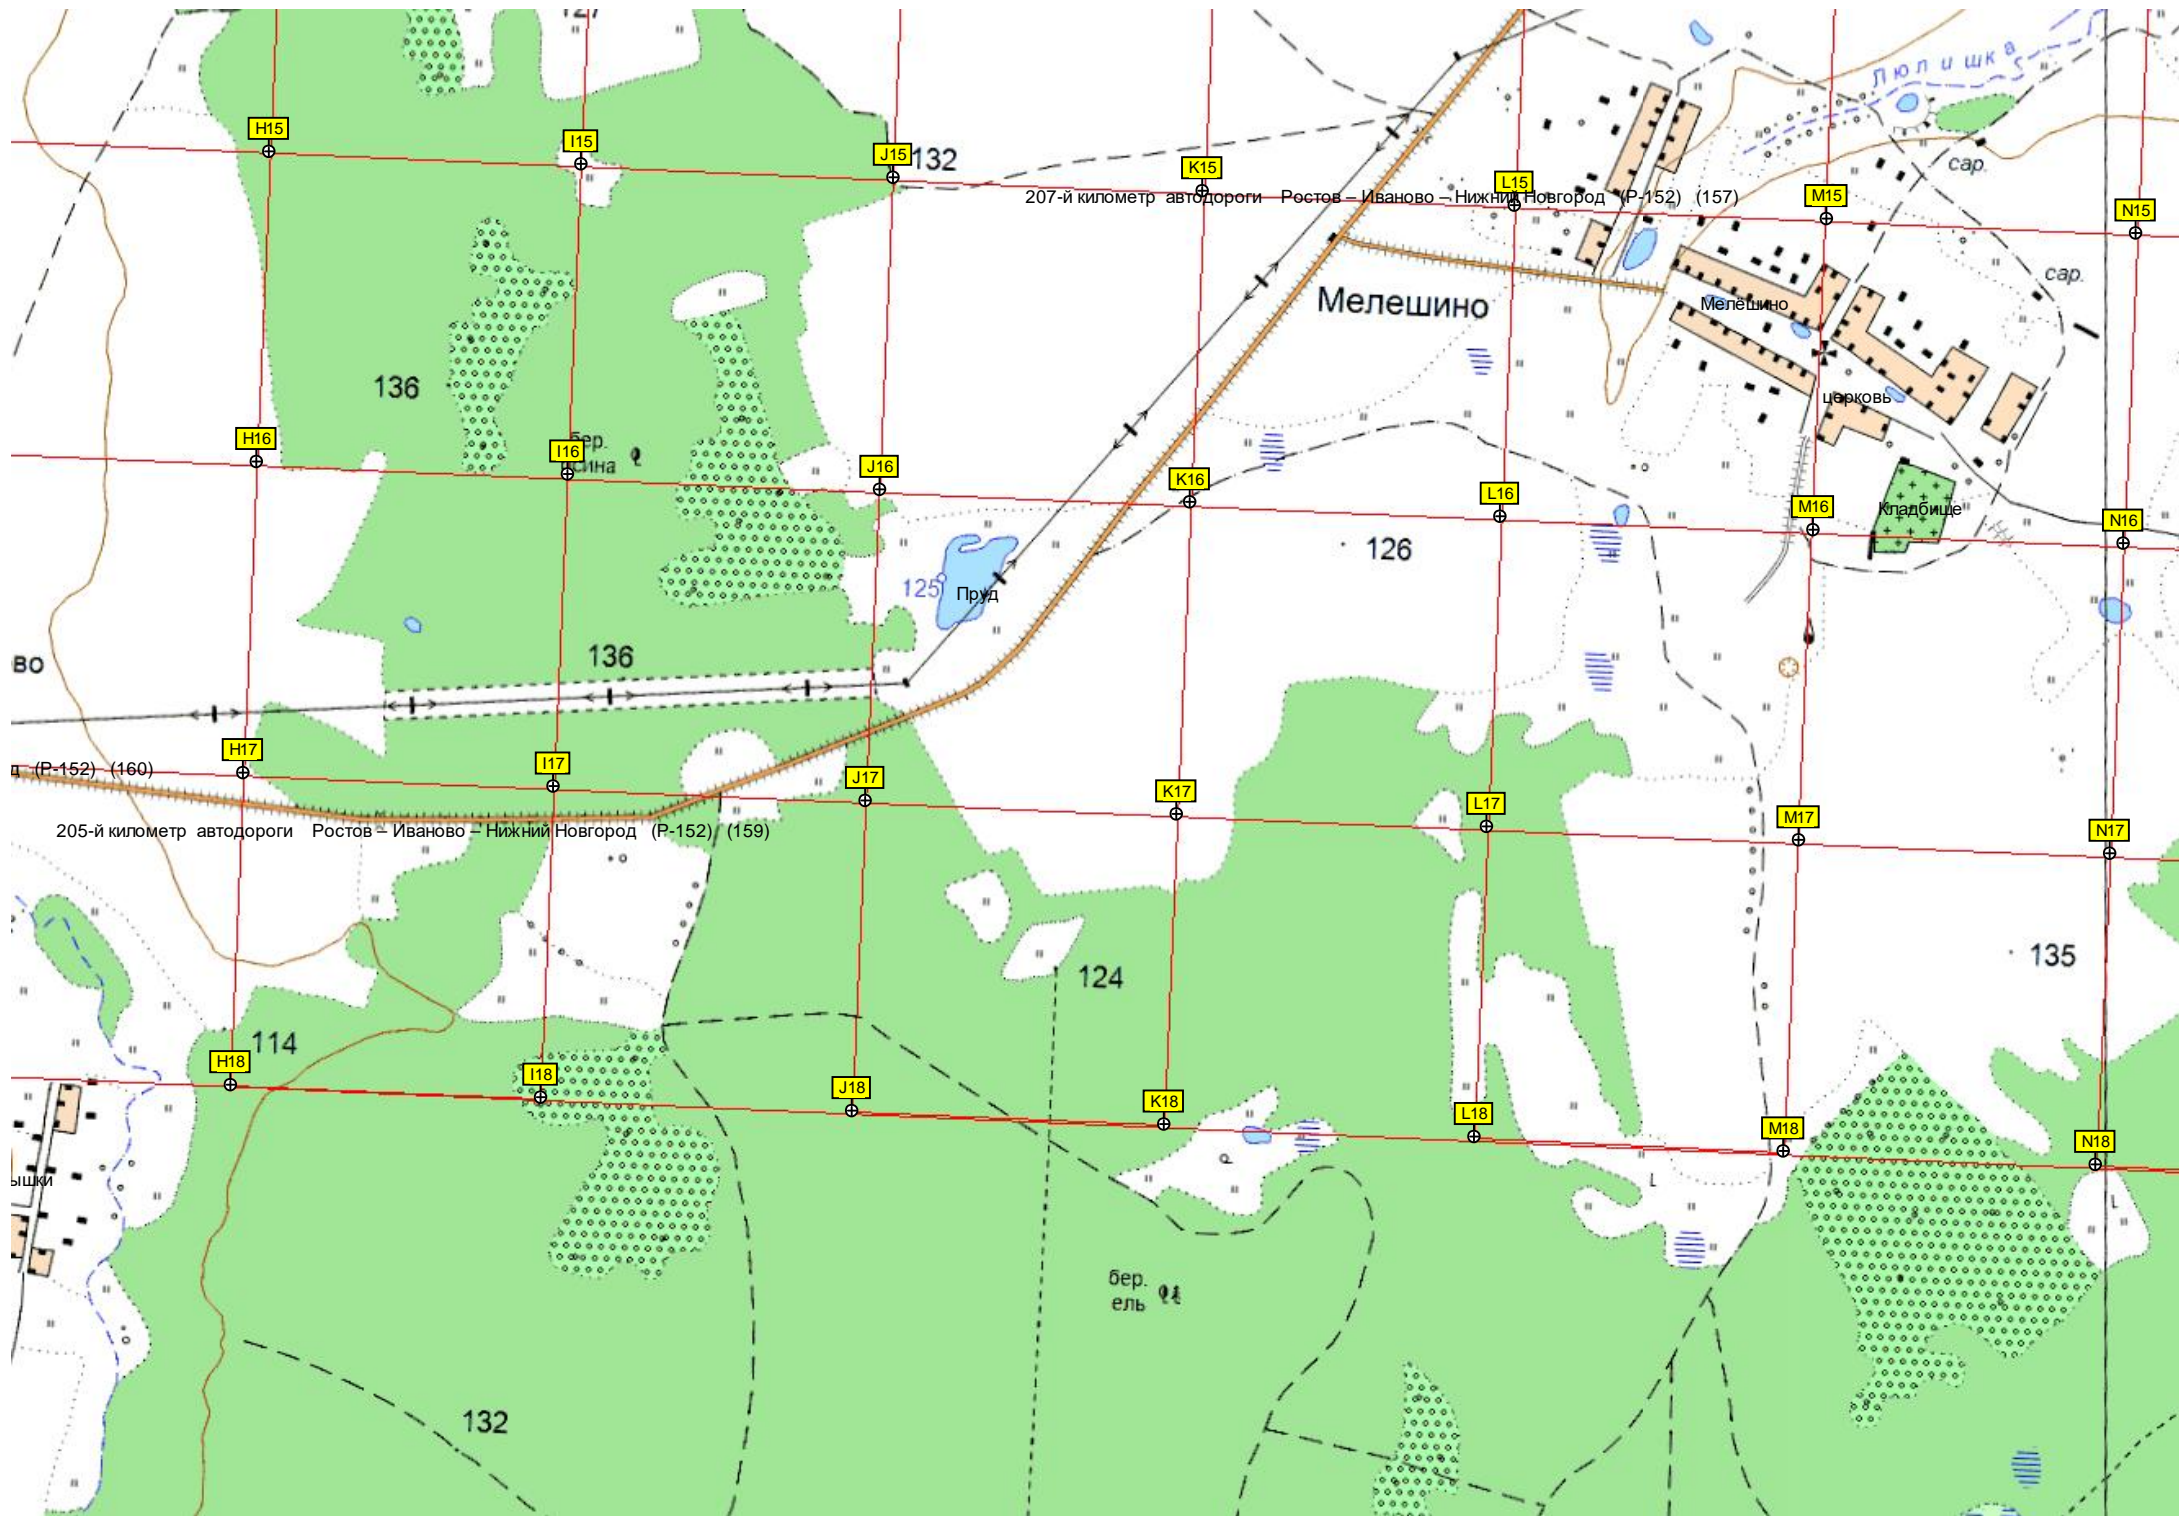 127
Люлишка
H15
I15
J15
132
K15
L15
M15
N15
сар.
207-й километр автодороги Ростов – Иваново – Нижний Новгород (Р-152) (157)
сар.
Мелешино
Мелёшино
136
церковь
H16
I16
бер.
J16
K16
L16
M16
N16
Кладбище
126
125
Пруд
136
во
H17
I17
J17
K17
L17
M17
N17
д (Р-152) (160)
205-й километр автодороги Ростов – Иваново – Нижний Новгород (Р-152) (159)
135
124
114
H18
I18
J18
K18
L18
M18
N18
ышки
бер.
ель
132